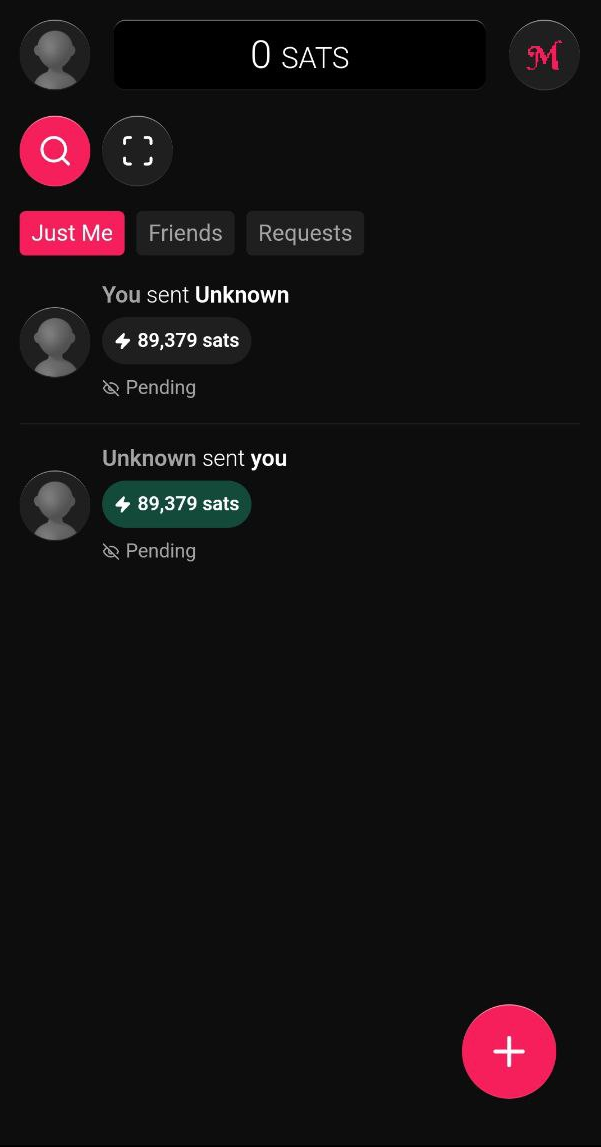 0 SATS
M
Just Me Friends Requests
You sent Unknown
89,379 sats
Pending
Unknown sent you
89,379 sats
Pending